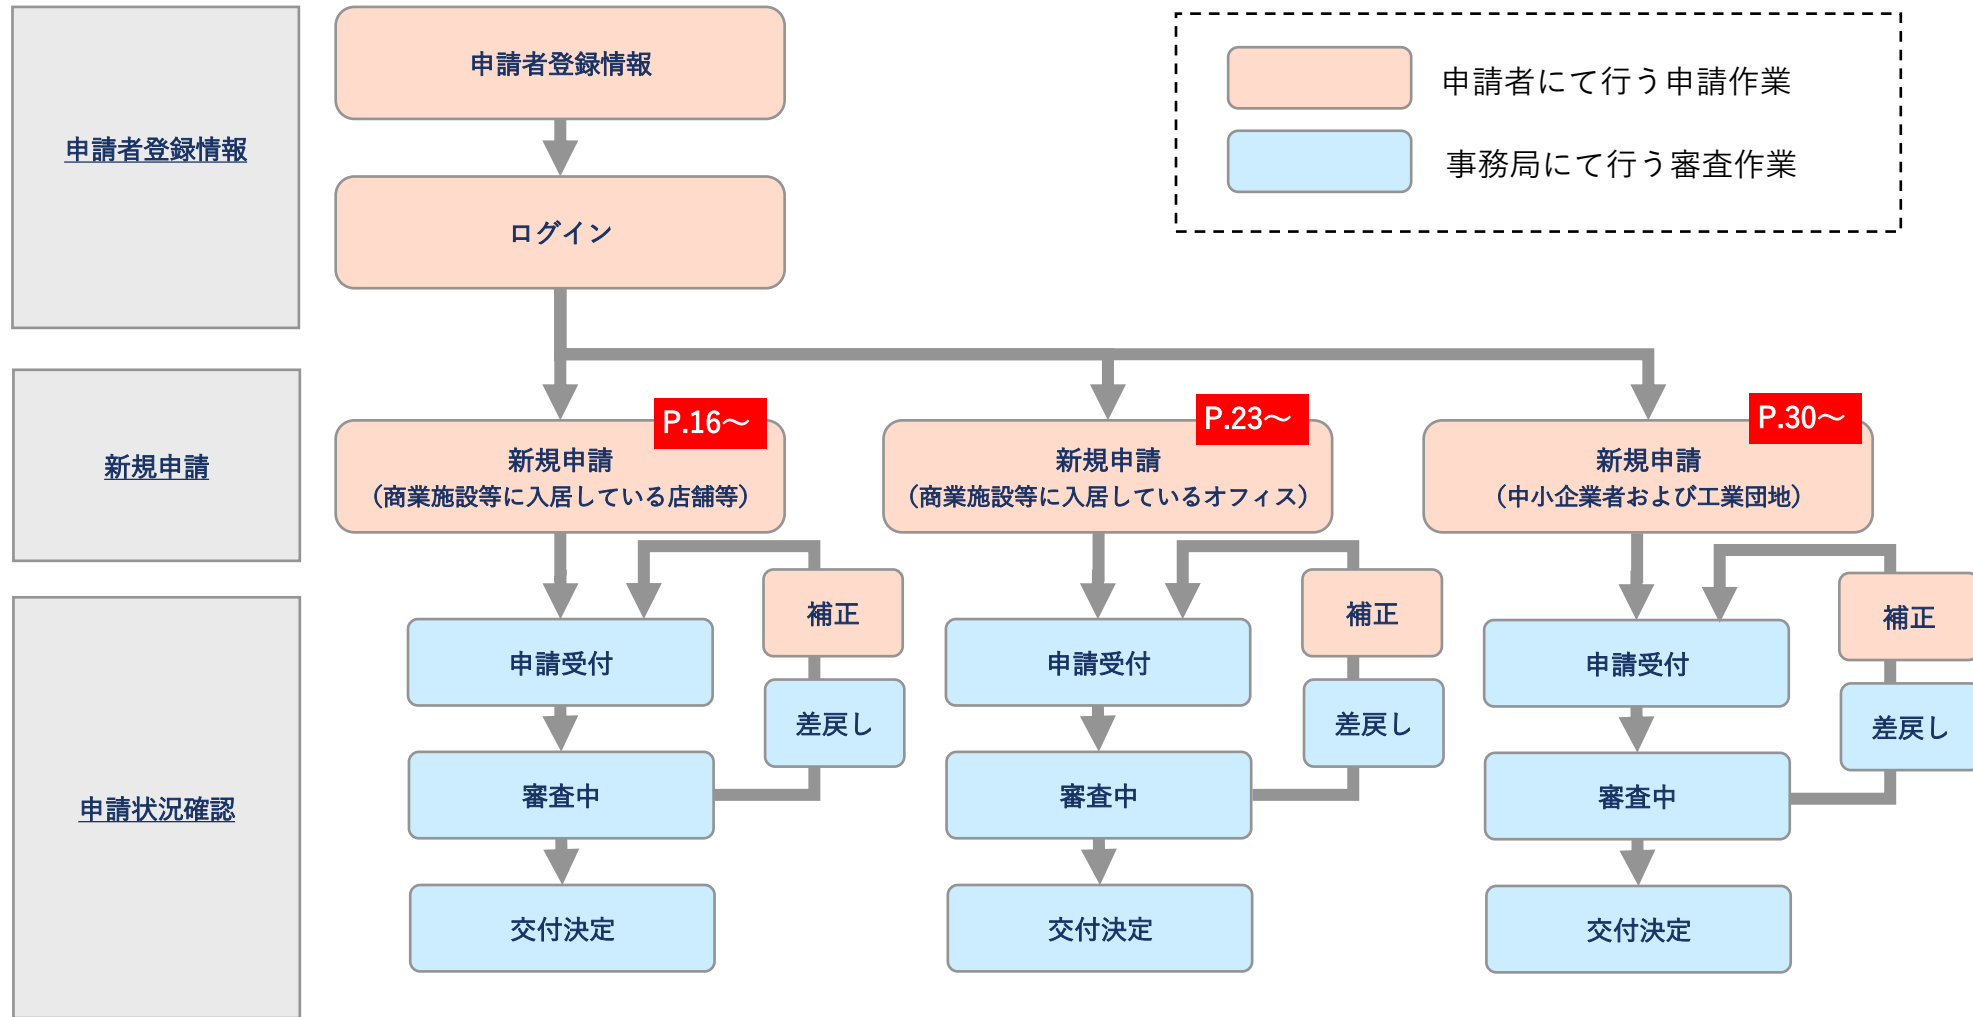 申請者登録情報
申請者登録情報
ログイン
申請者にて行う申請作業
事務局にて行う審査作業
新規申請
P.16～
新規申請
（商業施設等に入居している店舗等）
P.23～
新規申請
（商業施設等に入居しているオフィス）
P.30～
新規申請
（中小企業者および工業団地）
申請状況確認
申請受付
補正
差戻し
審査中
交付決定
申請受付
補正
差戻し
審査中
交付決定
申請受付
補正
差戻し
審査中
交付決定